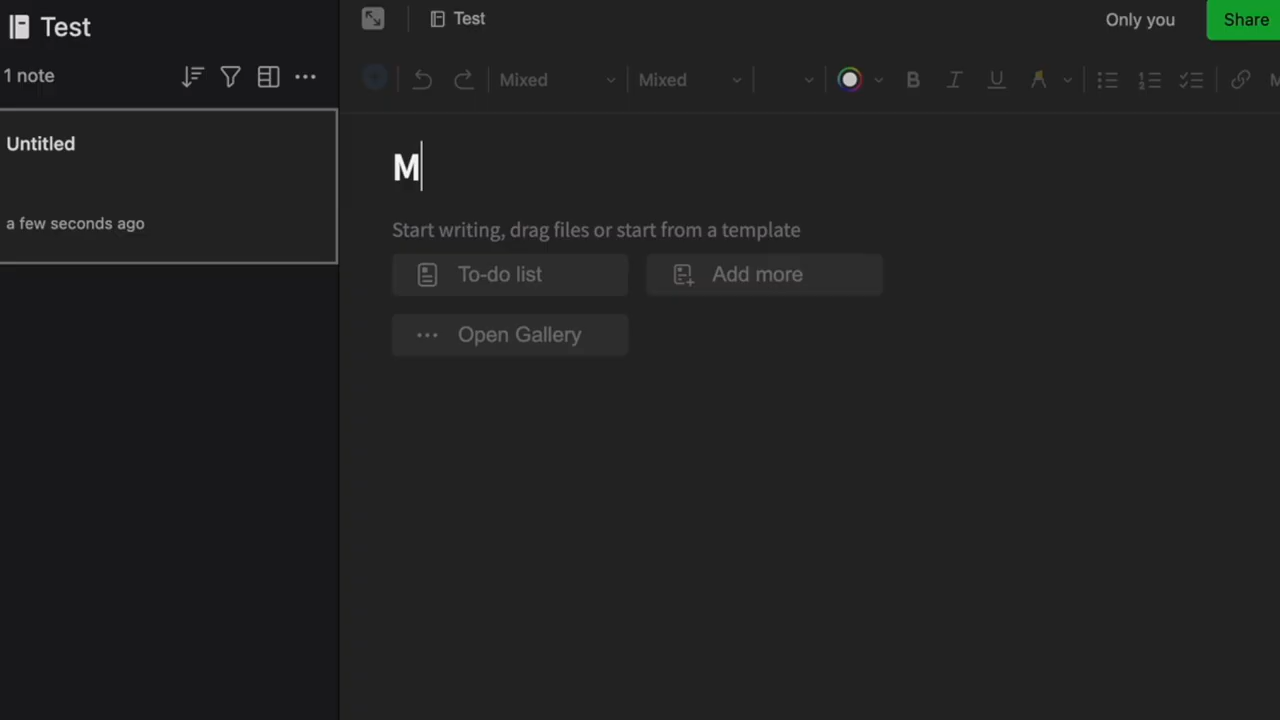 Test
1 note
Untitled
a few seconds ago
Test
Only you
Share
Mixed
Mixed
B I U A
M
M
Start writing, drag files or start from a template
To-do list
Add more
Open Gallery